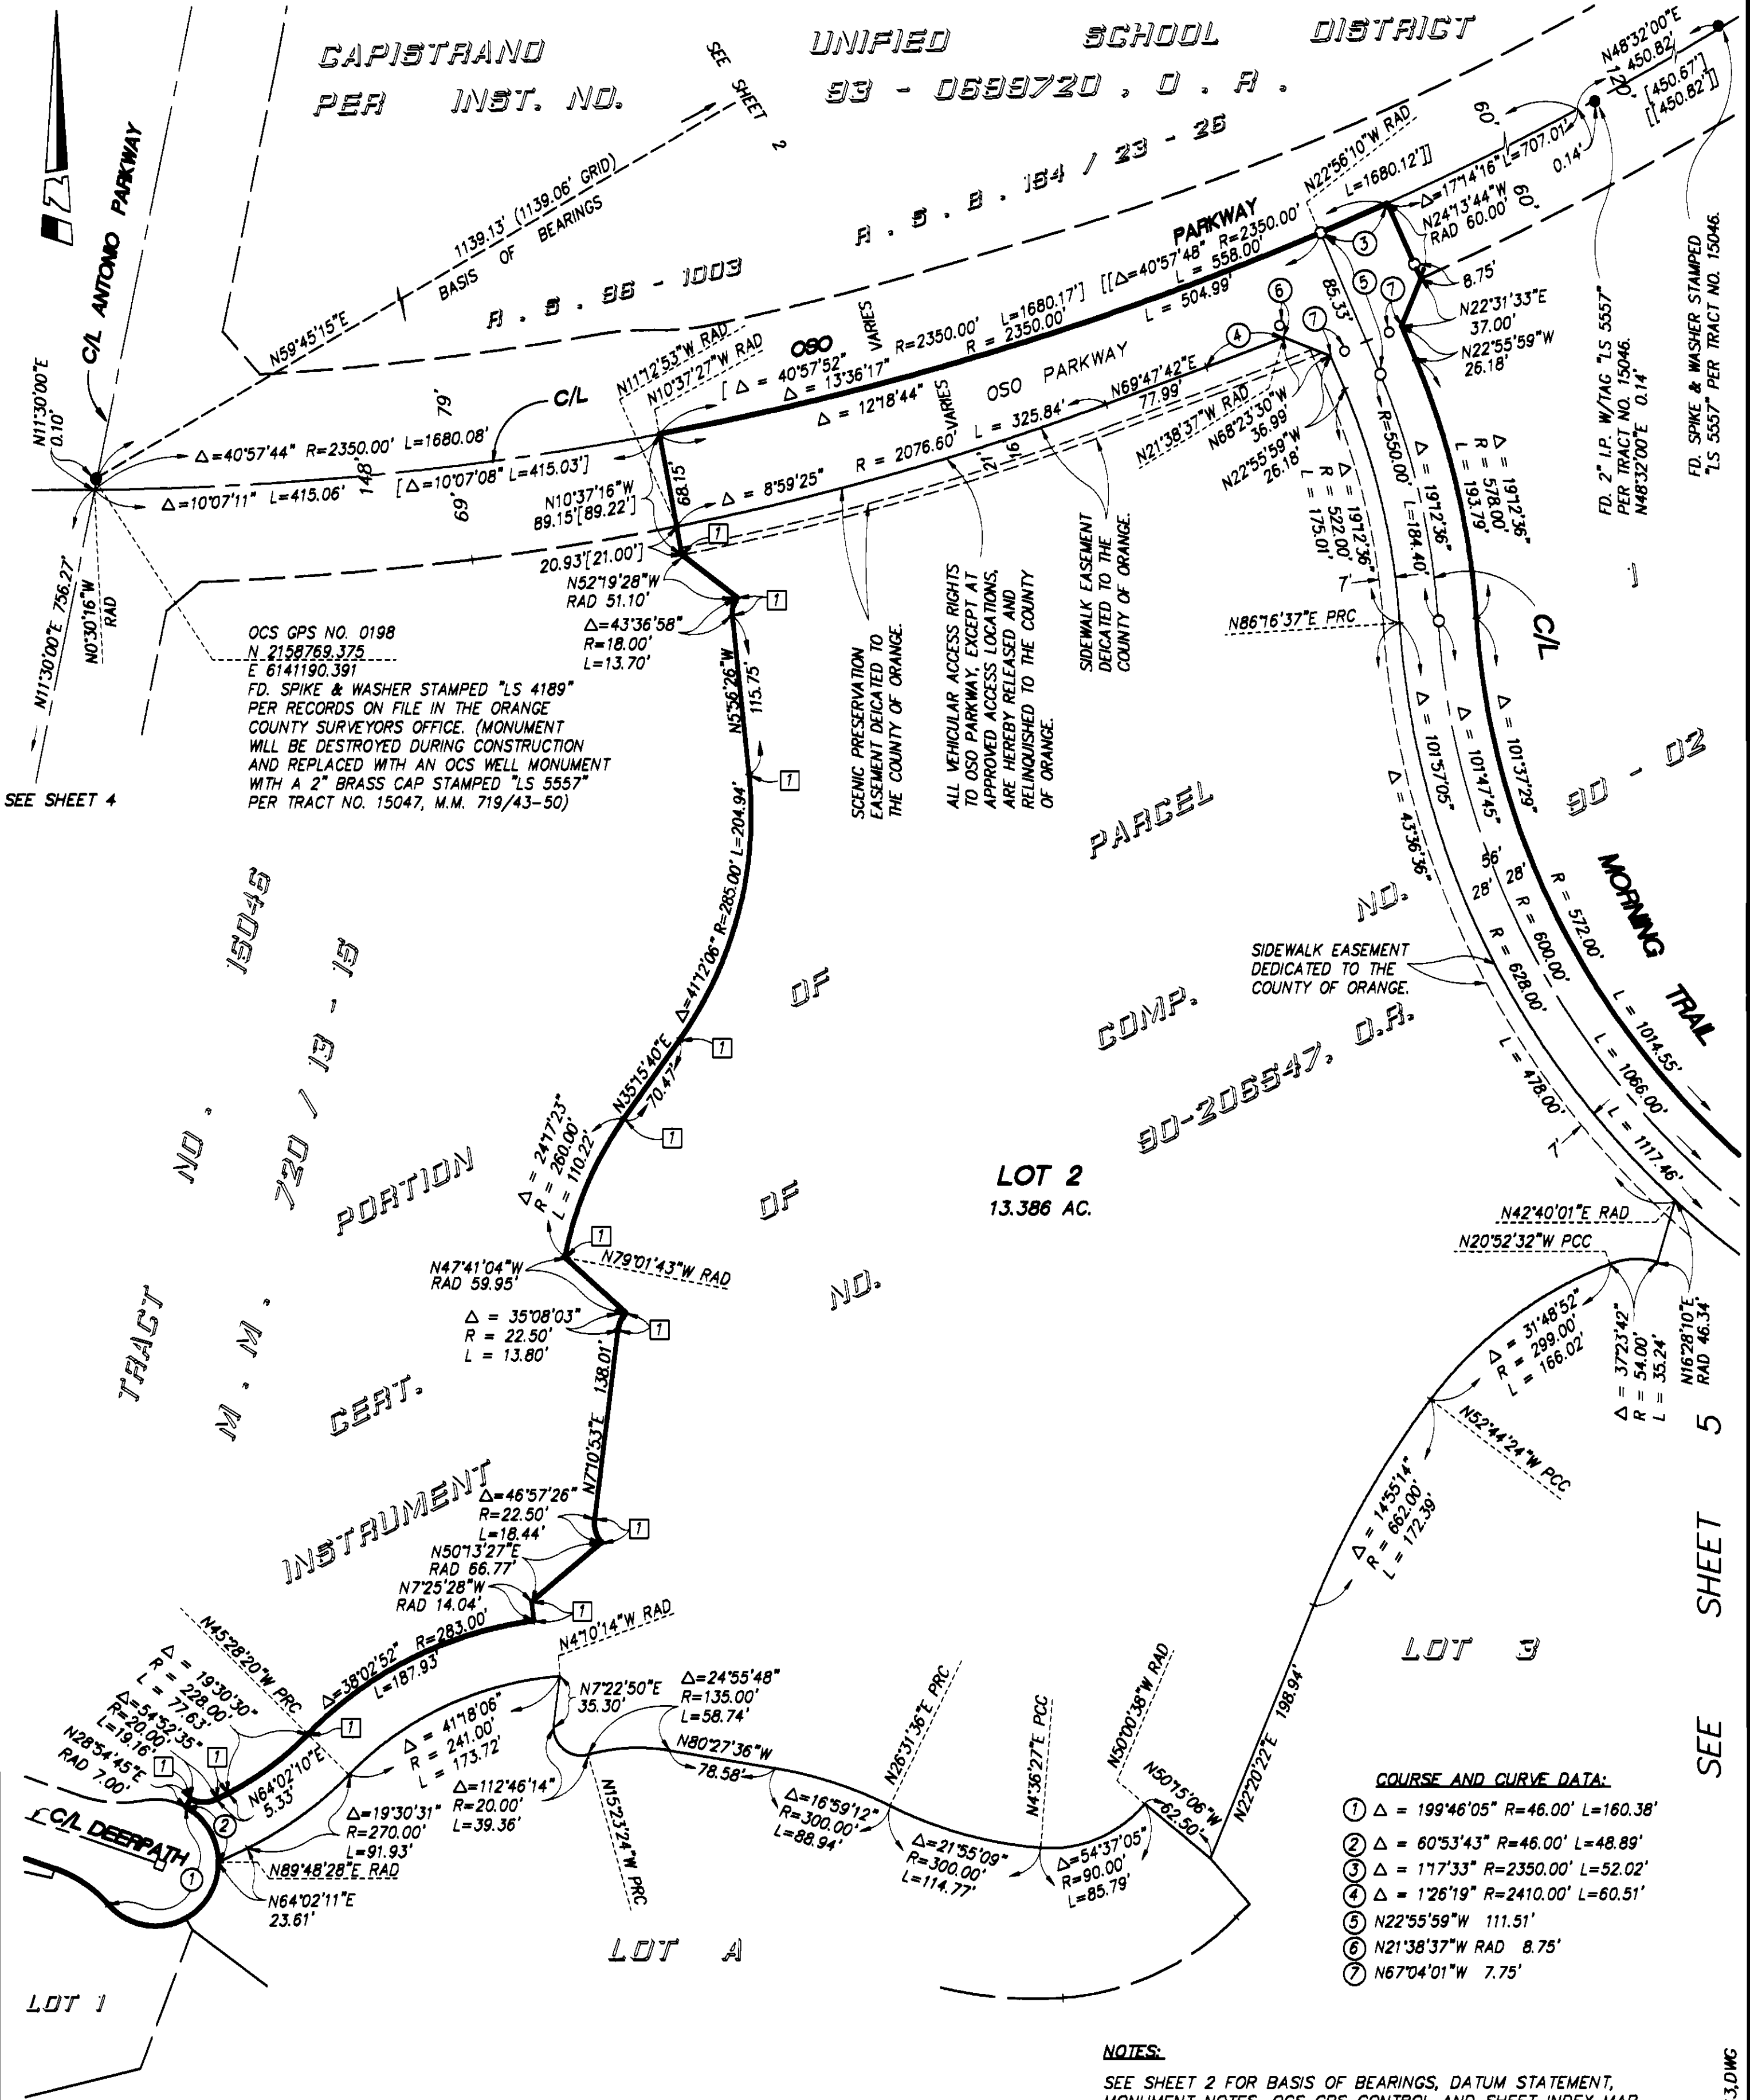 CAPISTRANO UNIFIED SCHOOL DISTRICT
PER INST. NO. 93 - 0699720 , O . R .
SEE SHEET 2
N48°32'00"E
450.82'
[450.67']
[[450.82']]
120'
60'
60'
0.14'
C/L ANTONIO PARKWAY
1139.13' (1139.06' GRID)
BASIS OF BEARINGS
N59°45'15"E
R . S . B . 154 / 23 - 26
R . S . 86 - 1003
N22°56'10"W RAD
L=1680.12']]
Δ=17°14'16" L=707.01'
N24°13'44"W
RAD 60.00'
OSO PARKWAY
VARIES
[ Δ = 40°57'52" R=2350.00' L=1680.17'] [[Δ=40°57'48" R=2350.00'
Δ = 13°36'17" R = 2350.00' L = 558.00'
Δ = 12°18'44" L = 504.99'
N11°12'53"W RAD
N10°37'27"W RAD
C/L
79'
148'
69'
N11°30'00"E
0.10'
Δ=40°57'44" R=2350.00' L=1680.08'
Δ=10°07'11" L=415.06' [Δ=10°07'08" L=415.03']
N10°37'16"W
89.15'[89.22']
68.15'
20.93'[21.00']
OSO PARKWAY
VARIES
Δ = 8°59'25" R = 2076.60' L = 325.84'
N69°47'42"E
77.99'
21'
16'
N21°38'37"W RAD
N68°23'30"W
36.99'
N22°55'59"W
26.18'
85.33'
3
5
6
7
7
4
8.75'
N22°31'33"E
37.00'
N22°55'59"W
26.18'
FD. 2" I.P. W/TAG "LS 5557"
PER TRACT NO. 15046.
N48°32'00"E 0.14'
FD. SPIKE & WASHER STAMPED
"LS 5557" PER TRACT NO. 15046.
Δ = 19°12'36"
R = 522.00'
L = 175.01'
R=550.00'
Δ = 19°12'36"
L=184.40'
Δ = 19°12'36"
R = 578.00'
L = 193.79'
7'
N86°16'37"E PRC
C/L
N11°30'00"E 756.27'
N0°30'16"W
RAD
SEE SHEET 4
OCS GPS NO. 0198
N 2158769.375
E 6141190.391
FD. SPIKE & WASHER STAMPED "LS 4189"
PER RECORDS ON FILE IN THE ORANGE
COUNTY SURVEYORS OFFICE. (MONUMENT
WILL BE DESTROYED DURING CONSTRUCTION
AND REPLACED WITH AN OCS WELL MONUMENT
WITH A 2" BRASS CAP STAMPED "LS 5557"
PER TRACT NO. 15047, M.M. 719/43-50)
N52°19'28"W
RAD 51.10'
Δ=43°36'58"
R=18.00'
L=13.70'
N5°56'26"W
115.75'
1
1
1
SCENIC PRESERVATION
EASEMENT DEICATED TO
THE COUNTY OF ORANGE.
ALL VEHICULAR ACCESS RIGHTS
TO OSO PARKWAY, EXCEPT AT
APPROVED ACCESS LOCATIONS,
ARE HEREBY RELEASED AND
RELINQUISHED TO THE COUNTY
OF ORANGE.
SIDEWALK EASEMENT
DEICATED TO THE
COUNTY OF ORANGE.
Δ=41°12'06" R=285.00' L=204.94'
N35°15'40"E
70.47'
1
1
Δ = 24°17'23"
R = 260.00'
L = 110.22'
PARCEL NO. 1 90 - 02
Δ = 43°36'36"
Δ = 101°57'05"
Δ = 101°47'45"
Δ = 101°37'29"
56'
28'
28'
R = 628.00'
R = 600.00'
R = 572.00'
L = 478.00'
L = 1117.46'
L = 1066.00'
L = 1014.55'
7'
MORNING TRAIL
SIDEWALK EASEMENT
DEDICATED TO THE
COUNTY OF ORANGE.
TRACT NO . 15045
M . M . 720 / 13 - 19
PORTION OF
COMP.
90-206547, O.R.
CERT. OF
INSTRUMENT NO.
LOT 2
13.386 AC.
N42°40'01"E RAD
N20°52'32"W PCC
N16°28'10"E
RAD 46.34'
Δ = 37°23'42"
R = 54.00'
L = 35.24'
Δ = 31°48'52"
R = 299.00'
L = 166.02'
N52°44'24"W PCC
Δ = 14°55'14"
R = 662.00'
L = 172.39'
N47°41'04"W
RAD 59.95'
N79°01'43"W RAD
1
Δ = 35°08'03"
R = 22.50'
L = 13.80'
1
N7°10'53"E 138.01'
Δ=46°57'26"
R=22.50'
L=18.44'
1
N50°13'27"E
RAD 66.77'
N7°25'28"W
RAD 14.04'
1
N4°10'14"W RAD
Δ=38°02'52" R=283.00'
L=187.93'
N45°28'20"W PRC
Δ = 19°30'30"
R = 228.00'
L = 77.63'
Δ=54°52'35"
R=20.00'
L=19.16'
N28°54'45"E
RAD 7.00'
1
1
1
N64°02'10"E
5.33'
2
C/L DEERPATH
1
Δ=19°30'31"
R=270.00'
L=91.93'
N89°48'28"E RAD
N64°02'11"E
23.61'
Δ = 41°18'06"
R = 241.00'
L = 173.72'
N7°22'50"E
35.30'
Δ=112°46'14"
R=20.00'
L=39.36'
Δ=24°55'48"
R=135.00'
L=58.74'
N15°23'24"W PRC
N80°27'36"W
78.58'
Δ=16°59'12"
R=300.00'
L=88.94'
N26°31'36"E PRC
Δ=21°55'09"
R=300.00'
L=114.77'
N4°36'27"E PCC
Δ=54°37'05"
R=90.00'
L=85.79'
N50°00'38"W RAD
N50°15'06"W
62.50'
N22°20'22"E 198.94'
LOT 3
LOT A
LOT 1
SEE SHEET 5
COURSE AND CURVE DATA:
1 Δ = 199°46'05" R=46.00' L=160.38'
2 Δ = 60°53'43" R=46.00' L=48.89'
3 Δ = 1°17'33" R=2350.00' L=52.02'
4 Δ = 1°26'19" R=2410.00' L=60.51'
5 N22°55'59"W 111.51'
6 N21°38'37"W RAD 8.75'
7 N67°04'01"W 7.75'
NOTES:
SEE SHEET 2 FOR BASIS OF BEARINGS, DATUM STATEMENT,
MONUMENT NOTES, OCS GPS CONTROL AND SHEET INDEX MAP
3.DWG